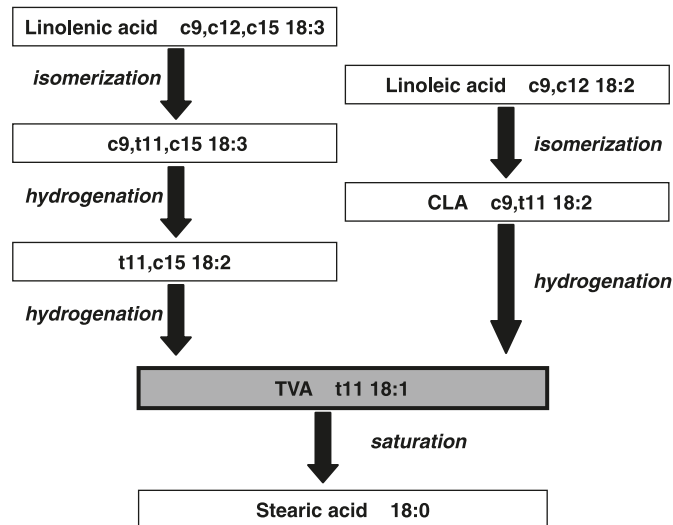 Linolenic acid c9,c12,c15 18:3
isomerization
c9,t11,c15 18:3
hydrogenation
t11,c15 18:2
hydrogenation
Linoleic acid c9,c12 18:2
isomerization
CLA c9,t11 18:2
hydrogenation
TVA t11 18:1
saturation
Stearic acid 18:0